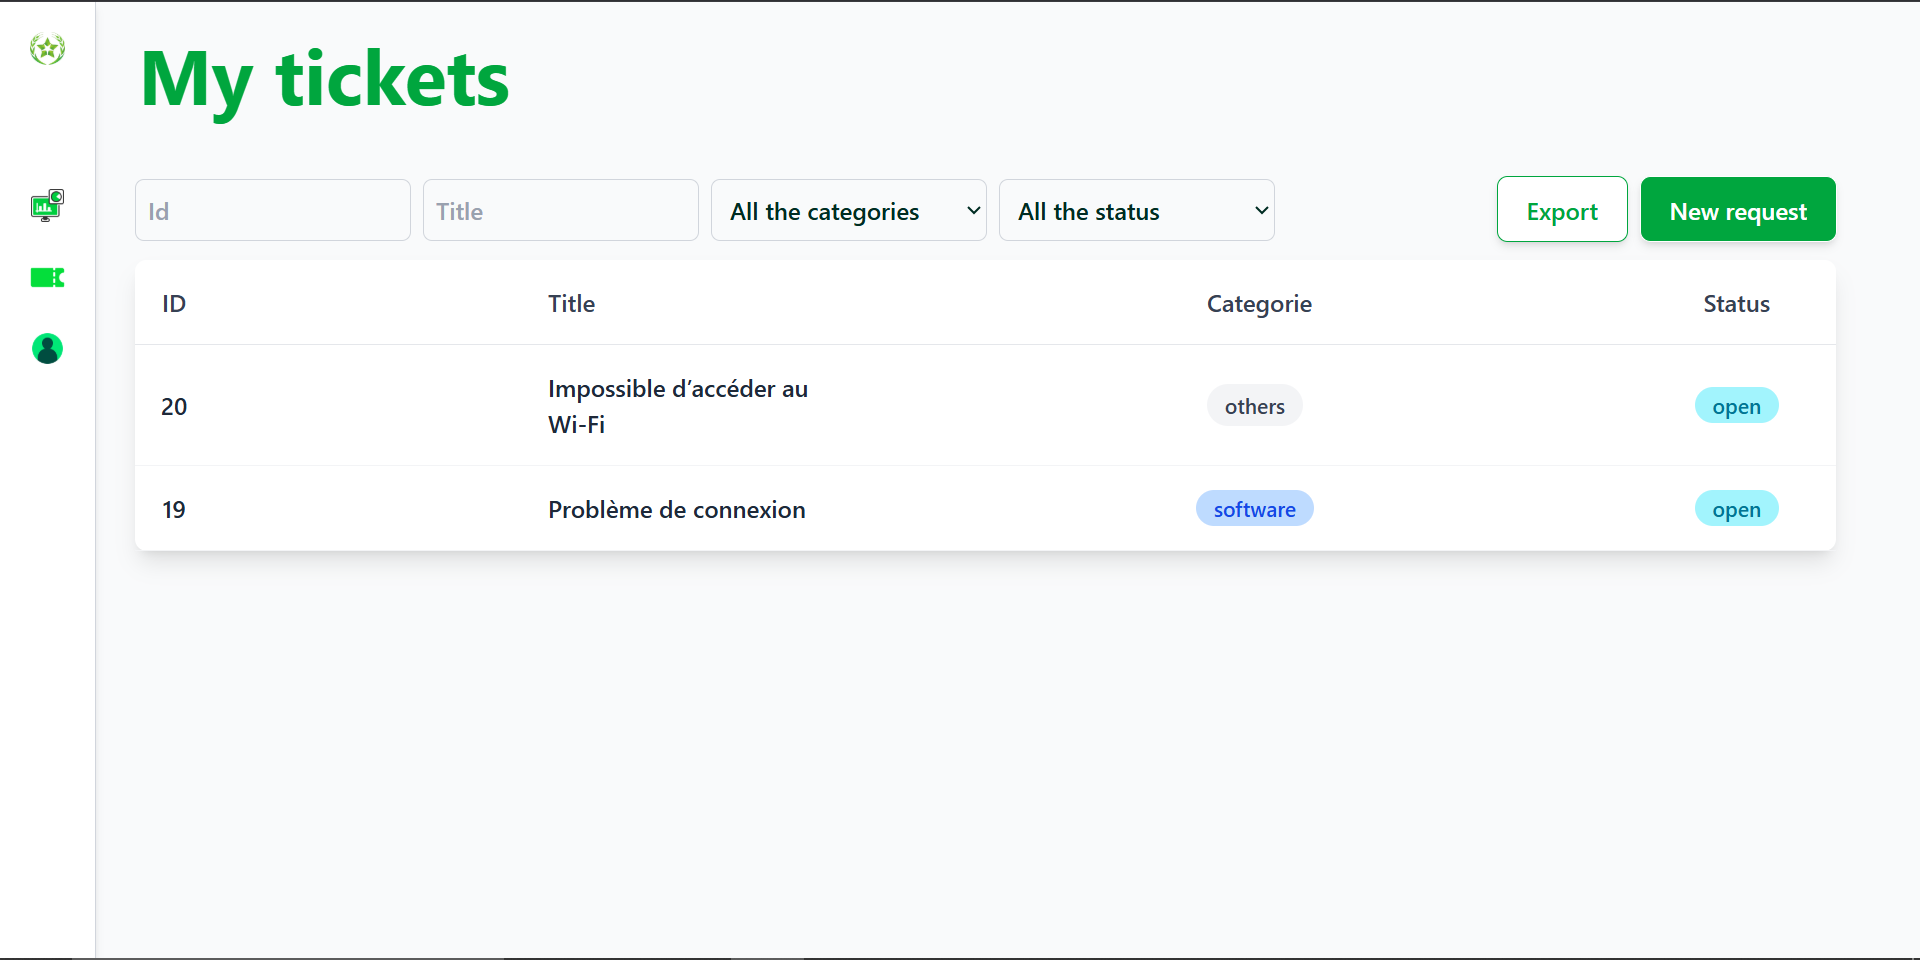 My tickets
Id
Title
All the categories
All the status
Export
New request
ID Title Categorie Status
20 Impossible d’accéder au
Wi-Fi
others open
19 Problème de connexion software open